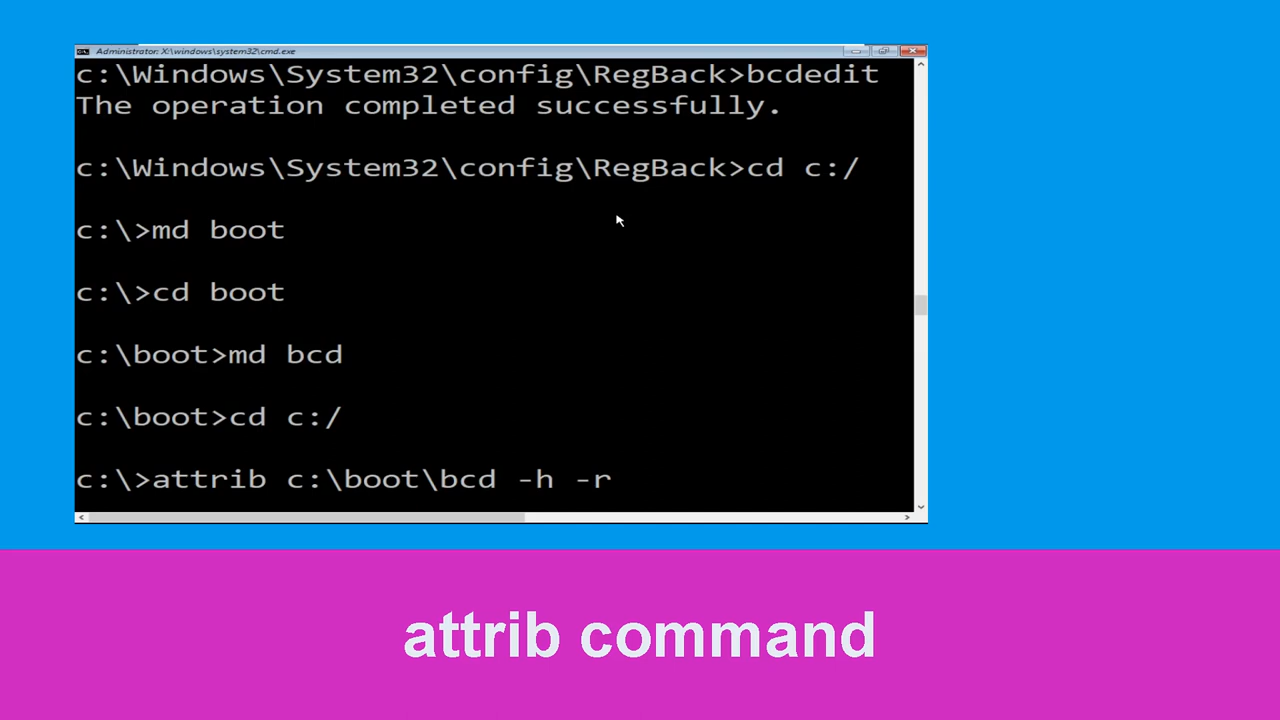 Administrator: X:\windows\system32\cmd.exe
c:\Windows\System32\config\RegBack>bcdedit
The operation completed successfully.
c:\Windows\System32\config\RegBack>cd c:/
c:\>md boot
c:\>cd boot
c:\boot>md bcd
c:\boot>cd c:/
c:\>attrib c:\boot\bcd -h -r
attrib command